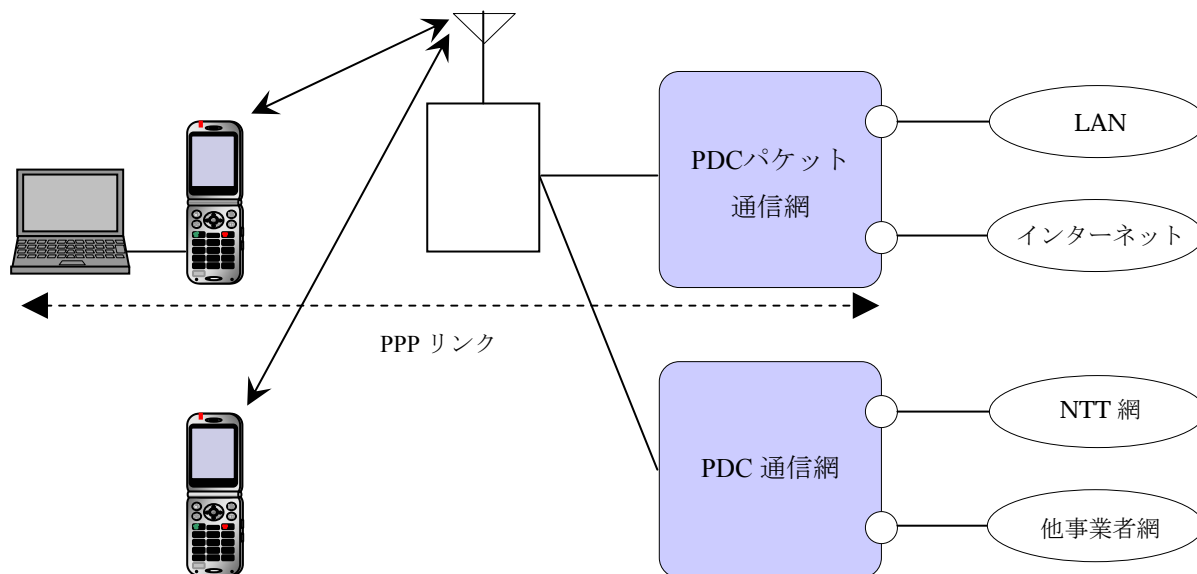 LAN
PDCパケット
通信網
インターネット
PPP リンク
NTT 網
PDC 通信網
他事業者網